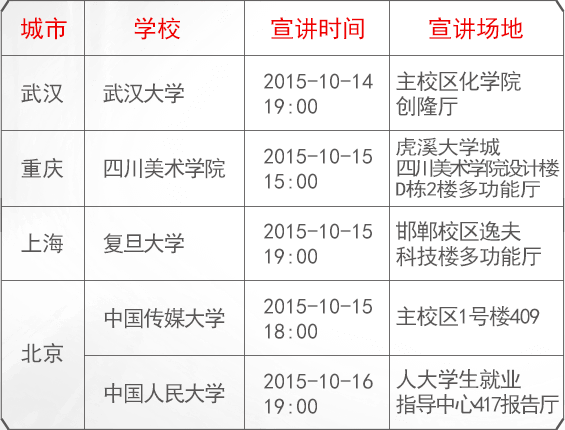 城市 学校 宣讲时间 宣讲场地
武汉 武汉大学 2015-10-14 19:00 主校区化学院
创隆厅
重庆 四川美术学院 2015-10-15 15:00 虎溪大学城
四川美术学院设计楼
D栋2楼多功能厅
上海 复旦大学 2015-10-15 19:00 邯郸校区逸夫
科技楼多功能厅
北京 中国传媒大学 2015-10-15 18:00 主校区1号楼409
中国人民大学 2015-10-16 19:00 人大学生就业
指导中心417报告厅